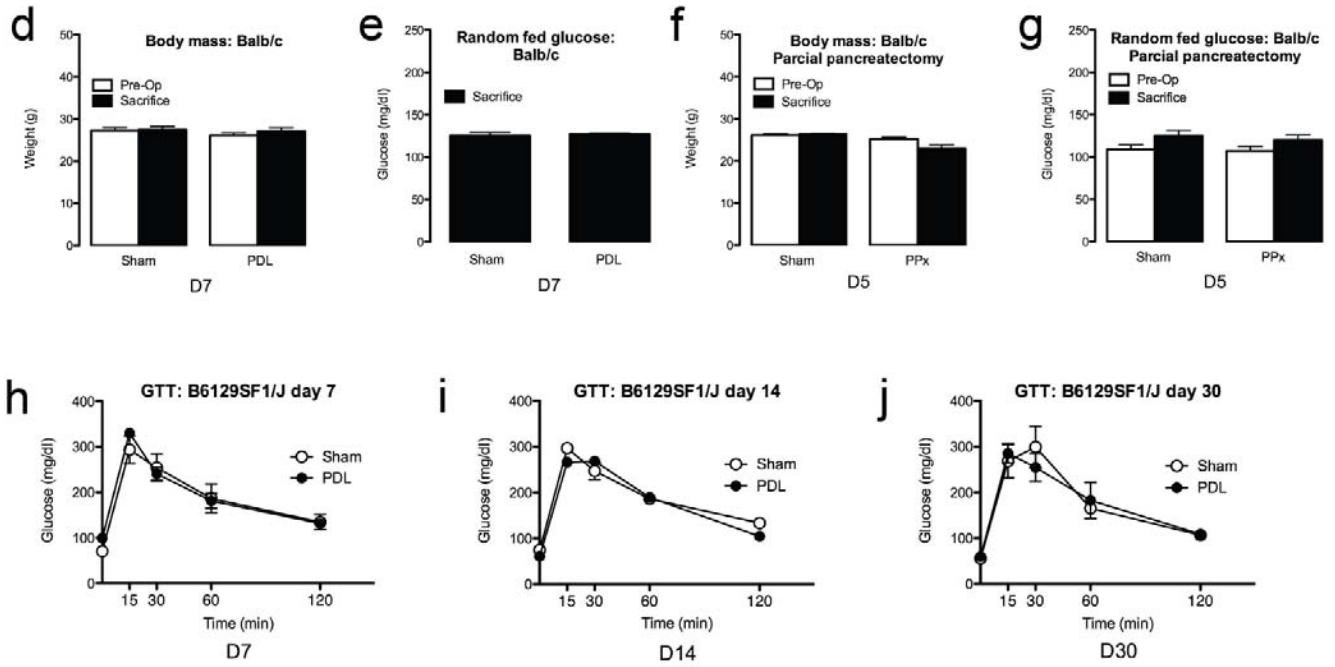 d
Body mass: Balb/c
50
40
30
20
10
0
Weight (g)
Pre-Op
Sacrifice
Sham
PDL
D7
e
Random fed glucose:
Balb/c
250
200
150
100
50
0
Glucose (mg/dl)
Sacrifice
Sham
PDL
D7
f
Body mass: Balb/c
Parcial pancreatectomy
50
40
30
20
10
0
Weight (g)
Pre-Op
Sacrifice
Sham
PPx
D5
g
Random fed glucose: Balb/c
Parcial pancreatectomy
250
200
150
100
50
0
Glucose (mg/dl)
Pre-Op
Sacrifice
Sham
PPx
D5
h
GTT: B6129SF1/J day 7
400
300
200
100
0
Glucose (mg/dl)
Sham
PDL
15 30 60 120
Time (min)
D7
i
GTT: B6129SF1/J day 14
400
300
200
100
0
Glucose (mg/dl)
Sham
PDL
15 30 60 120
Time (min)
D14
j
GTT: B6129SF1/J day 30
400
300
200
100
0
Glucose (mg/dl)
Sham
PDL
15 30 60 120
Time (min)
D30